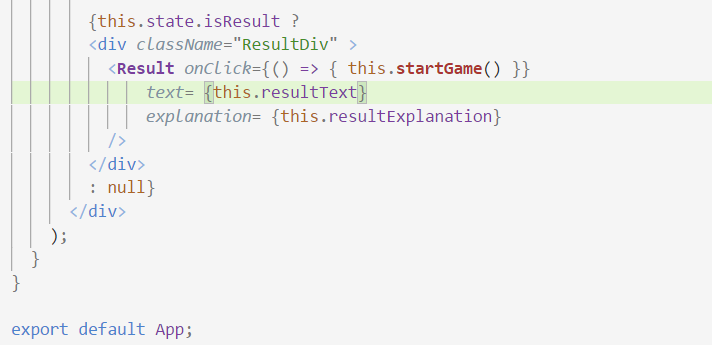 {this.state.isResult ?
<div className="ResultDiv" >
<Result onClick={() => { this.startGame() }}
text= {this.resultText}
explanation= {this.resultExplanation}
/>
</div>
: null}
</div>
);
}
}
export default App;